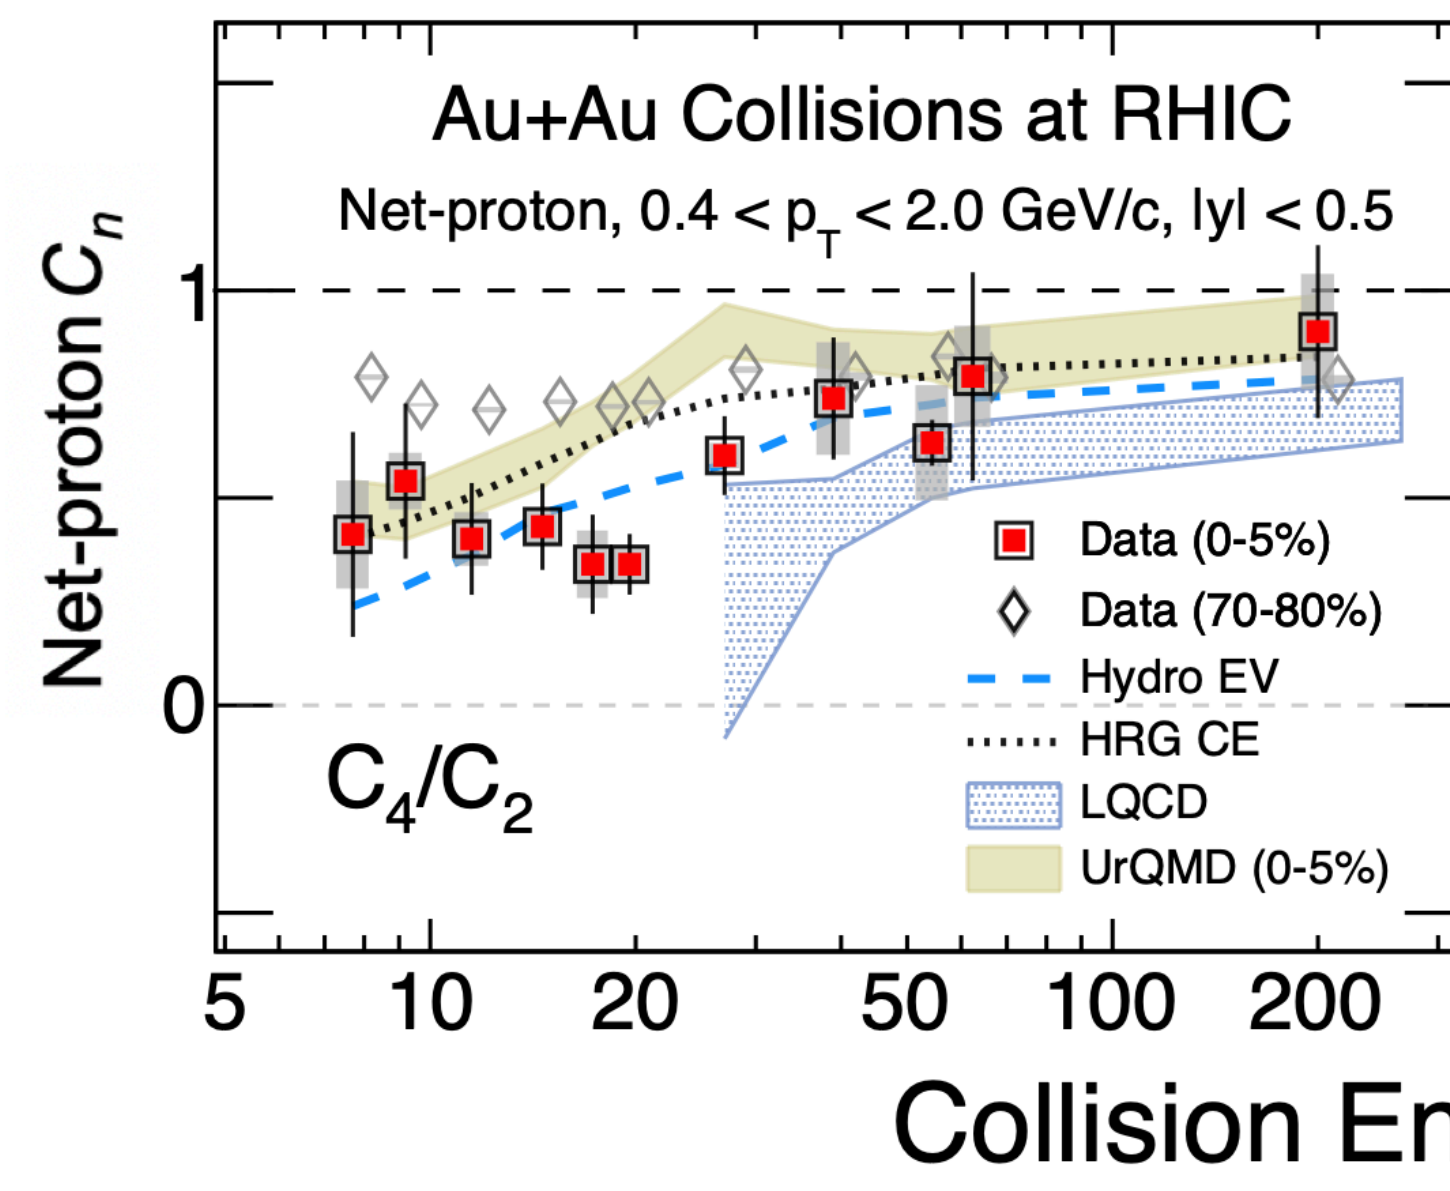 Au+Au Collisions at RHIC
Net-proton, 0.4 < pT < 2.0 GeV/c, |y| < 0.5
Net-proton Cn
1
0
C4/C2
Data (0-5%)
Data (70-80%)
Hydro EV
HRG CE
LQCD
UrQMD (0-5%)
5 10 20 50 100 200
Collision En